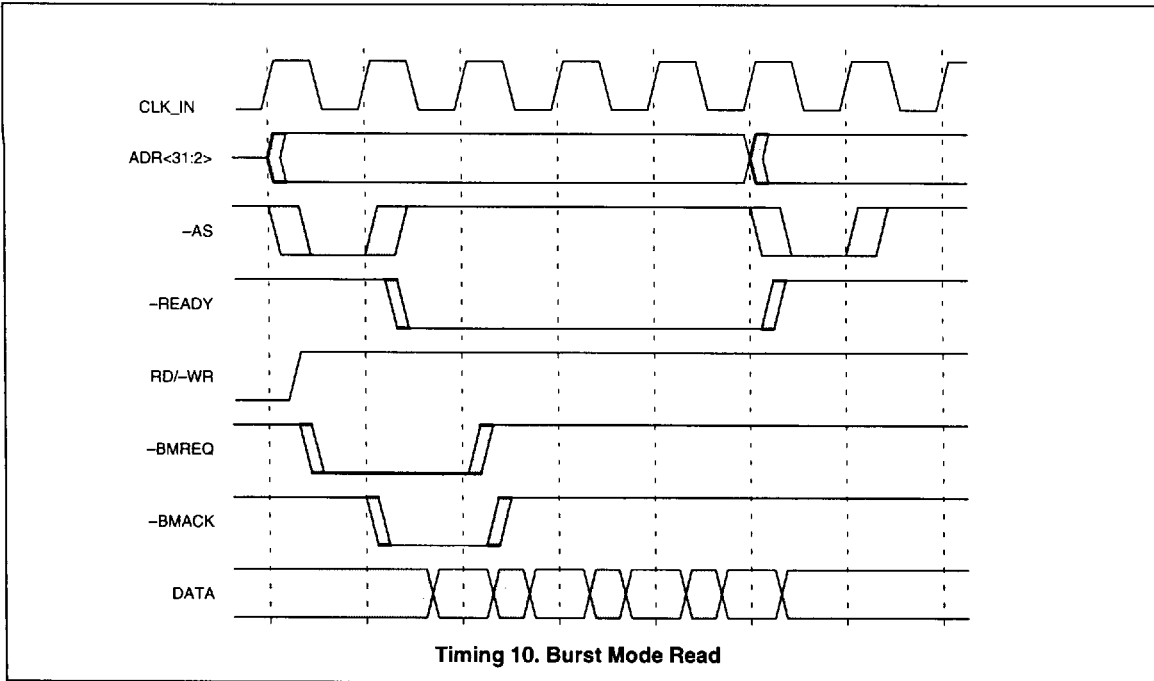 CLK_IN
ADR<31:2>
–AS
–READY
RD/–WR
–BMREQ
–BMACK
DATA
Timing 10. Burst Mode Read